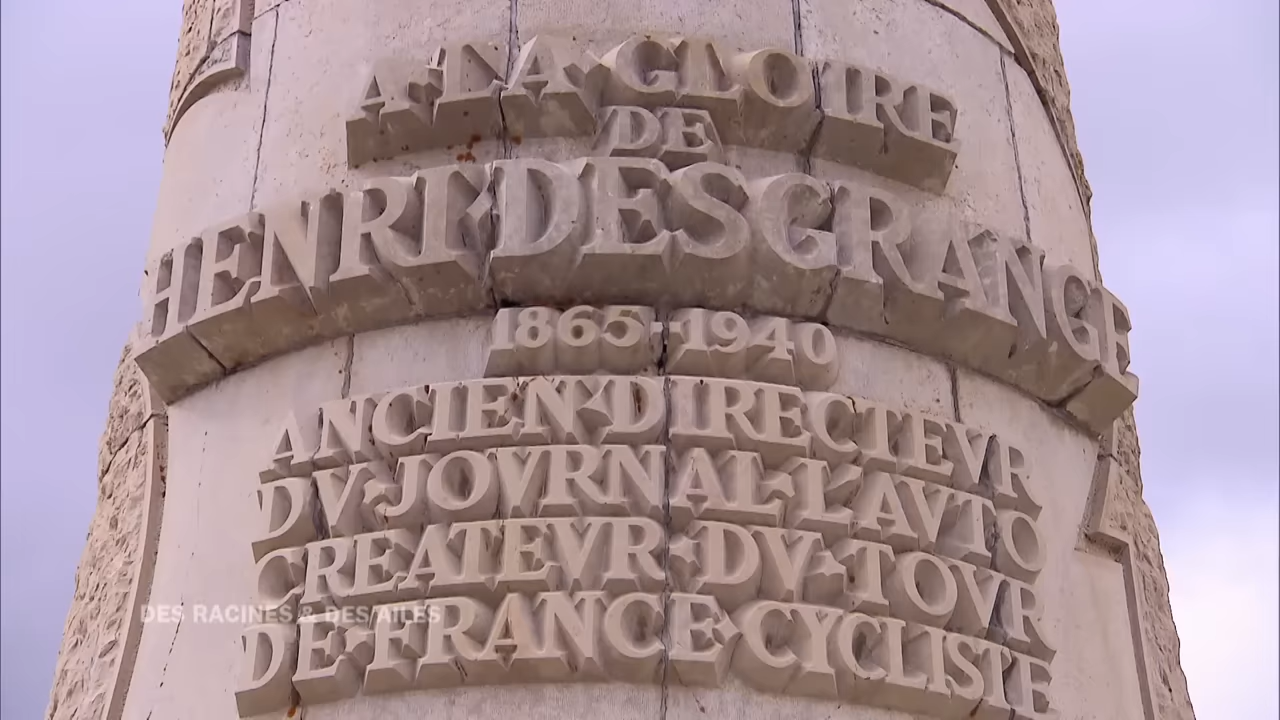 A·LA·GLOIRE
DE
HENRI·DESGRANGE
1865-1940
ANCIEN·DIRECTEVR
DV·JOVRNAL·L'AVTO
CREATEVR·DV·TOVR
DE·FRANCE·CYCLISTE
DES RACINES & DES AILES